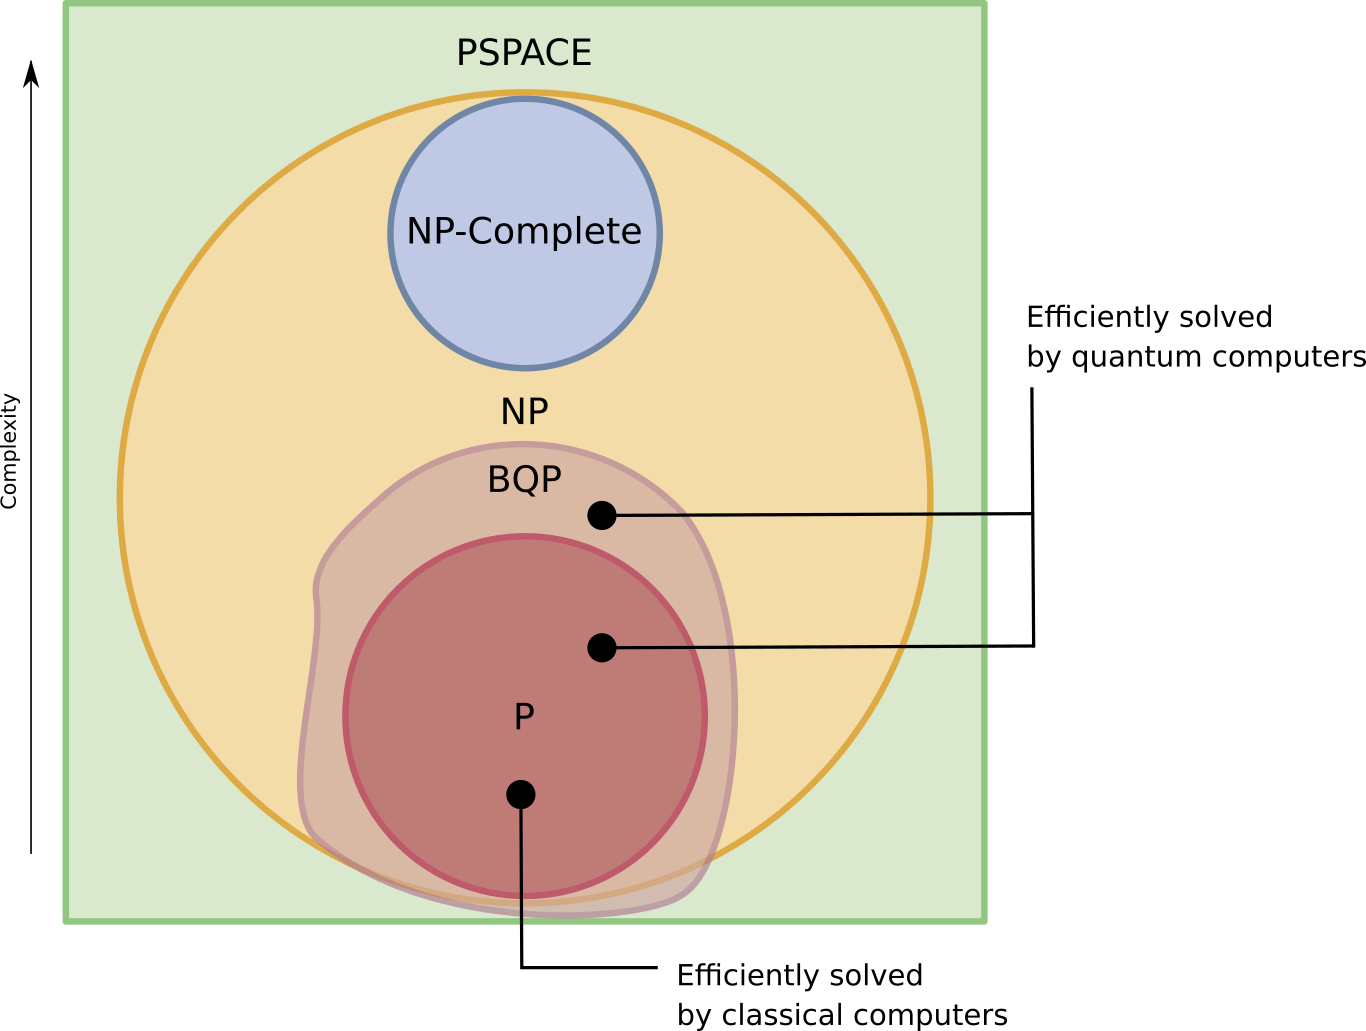 PSPACE
NP-Complete
Efficiently solved
by quantum computers
Complexity
NP
BQP
P
Efficiently solved
by classical computers